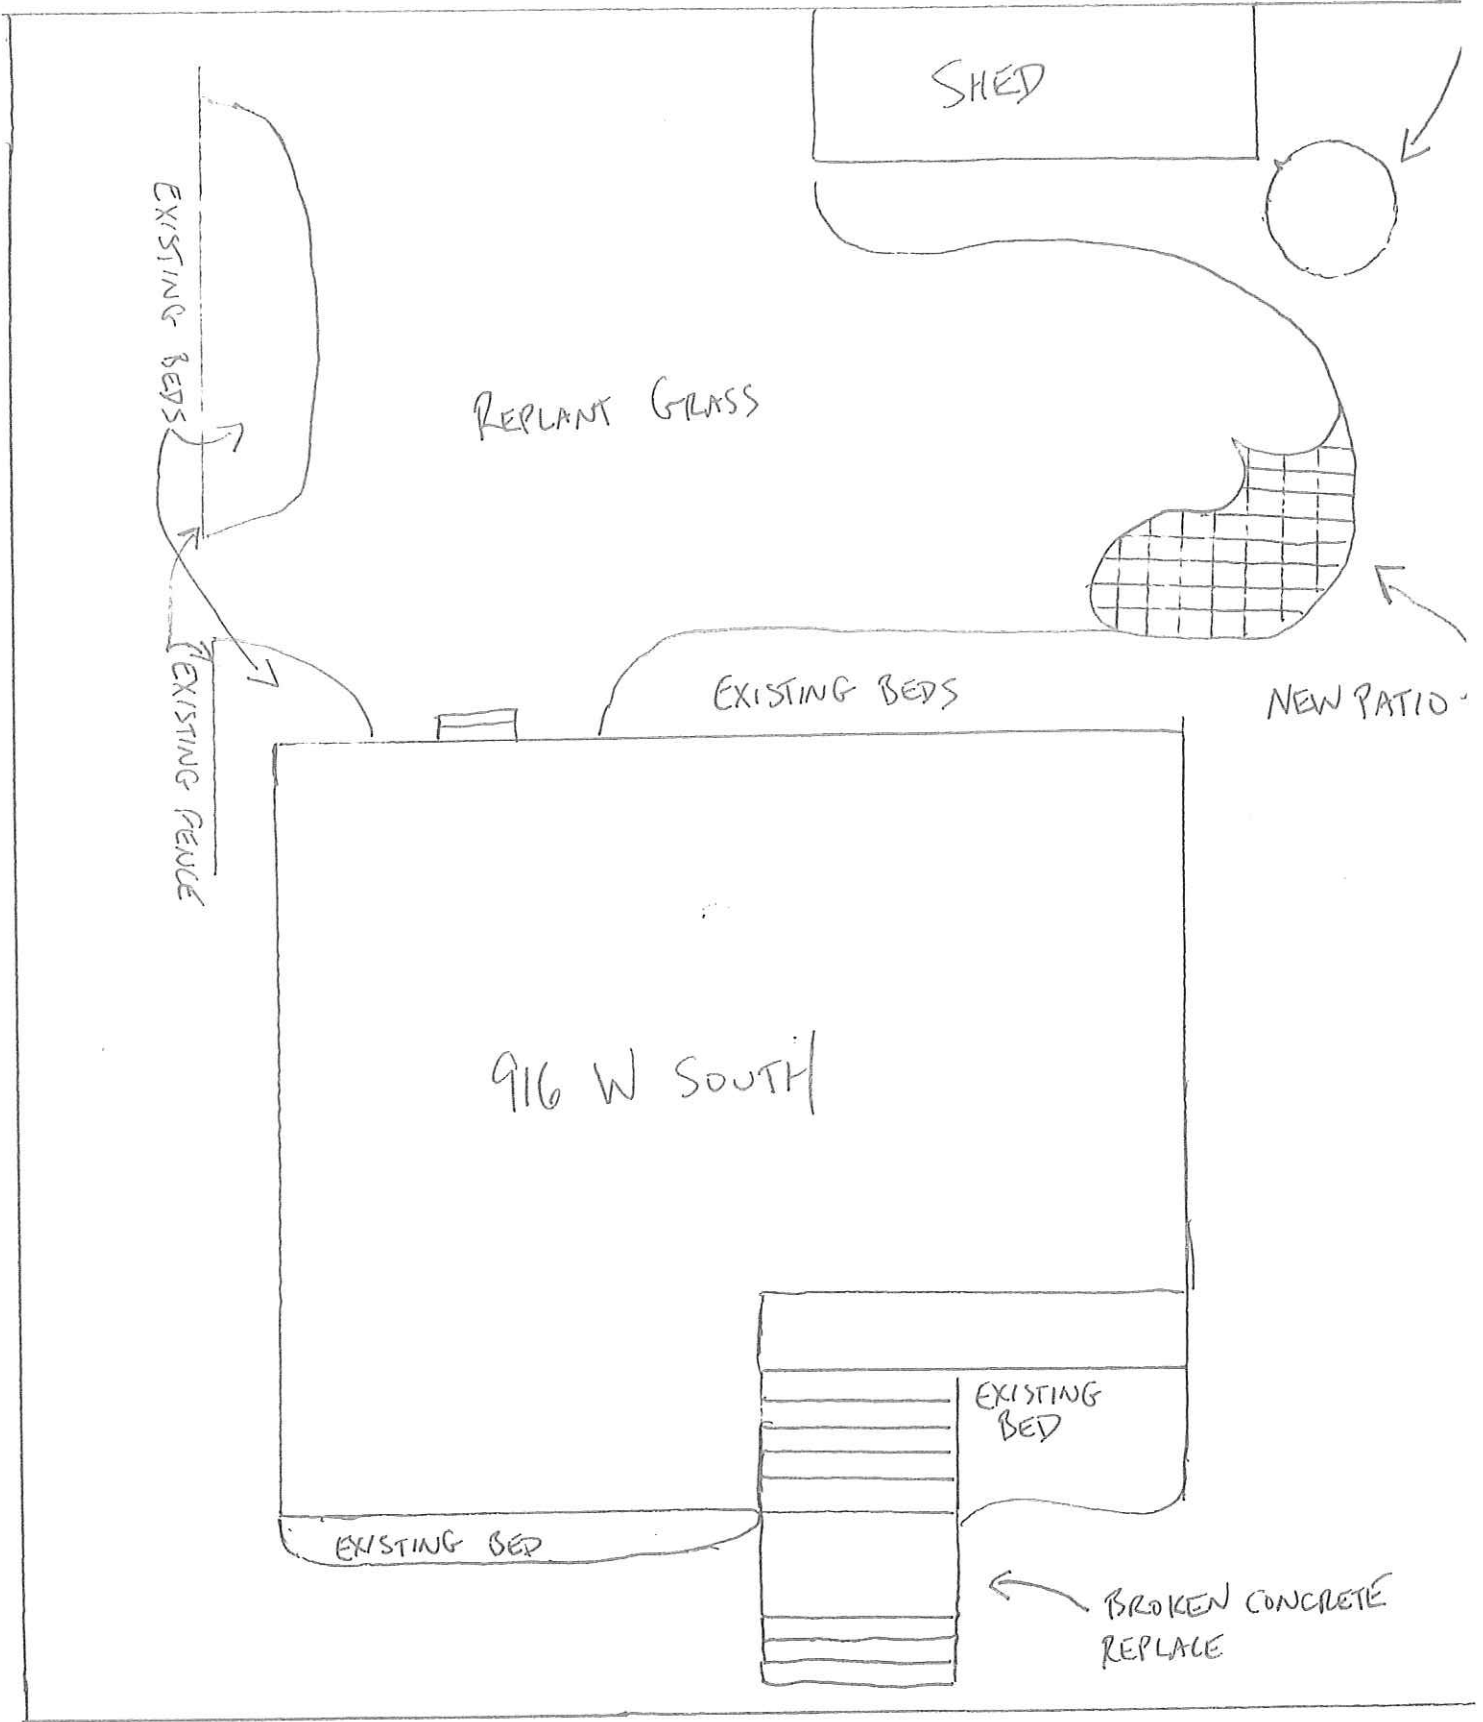 SHED
EXISTING BEDS
REPLANT GRASS
EXISTING FENCE
EXISTING BEDS
NEW PATIO
916 W SOUTH
EXISTING
BED
EXISTING BED
BROKEN CONCRETE
REPLACE